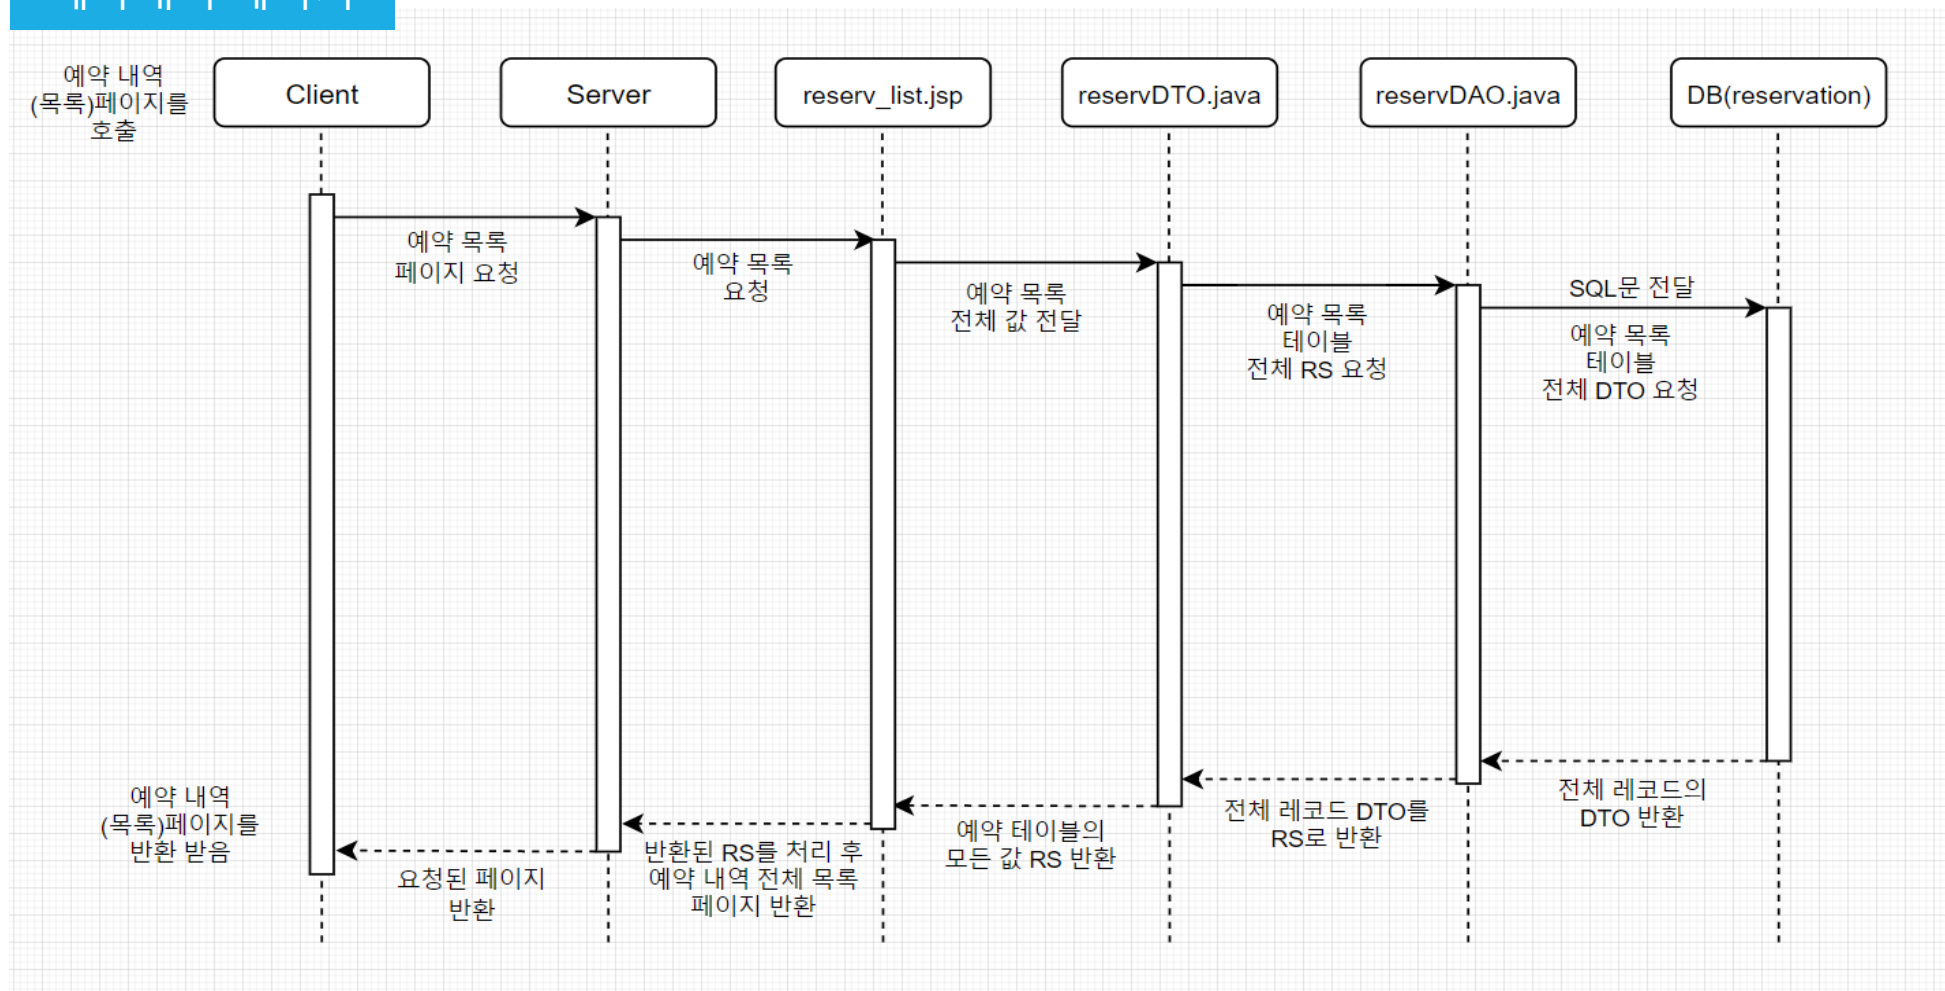 예약 내역
(목록)페이지를
호출
Client
Server
reserv_list.jsp
reservDTO.java
reservDAO.java
DB(reservation)
예약 목록
페이지 요청
예약 목록
요청
예약 목록
전체 값 전달
예약 목록
테이블
전체 RS 요청
SQL문 전달
예약 목록
테이블
전체 DTO 요청
전체 레코드의
DTO 반환
전체 레코드 DTO를
RS로 반환
예약 테이블의
모든 값 RS 반환
반환된 RS를 처리 후
예약 내역 전체 목록
페이지 반환
요청된 페이지
반환
예약 내역
(목록)페이지를
반환 받음